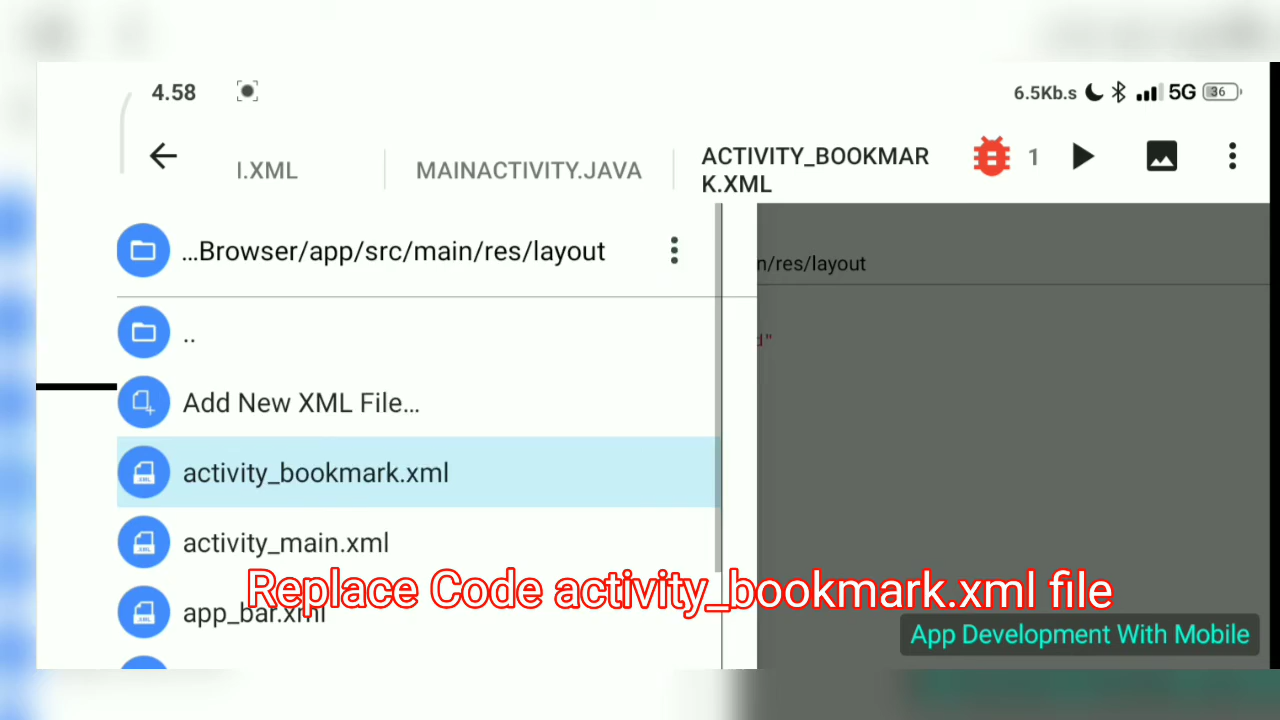 4.58
6.5Kb.s 5G 36
I.XML MAINACTIVITY.JAVA ACTIVITY_BOOKMAR
K.XML
1
...Browser/app/src/main/res/layout
n/res/layout
..
d"
Add New XML File...
activity_bookmark.xml
activity_main.xml
Replace Code activity_bookmark.xml file
app_bar.xml
App Development With Mobile